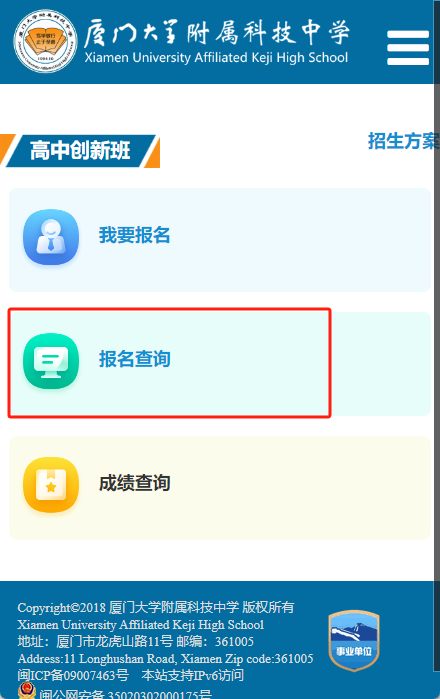 厦门大学附属科技中学
Xiamen University Affiliated Keji High School
高中创新班
招生方案
我要报名
报名查询
成绩查询
Copyright©2018 厦门大学附属科技中学 版权所有
Xiamen University Affiliated Keji High School
地址：厦门市龙虎山路11号 邮编：361005
Address:11 Longhushan Road, Xiamen Zip code:361005
闽ICP备09007463号 本站支持IPv6访问
闽公网安备 35020302000175号
事业单位